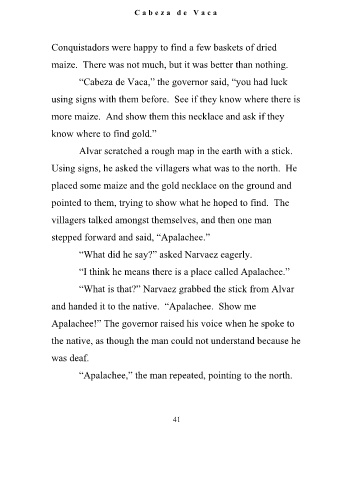 Cabeza de Vaca
Conquistadors were happy to find a few baskets of dried
maize.  There was not much, but it was better than nothing.
“Cabeza de Vaca,” the governor said, “you had luck
using signs with them before.  See if they know where there is
more maize.  And show them this necklace and ask if they
know where to find gold.”
Alvar scratched a rough map in the earth with a stick.
Using signs, he asked the villagers what was to the north.  He
placed some maize and the gold necklace on the ground and
pointed to them, trying to show what he hoped to find.  The
villagers talked amongst themselves, and then one man
stepped forward and said, “Apalachee.”
“What did he say?” asked Narvaez eagerly.
“I think he means there is a place called Apalachee.”
“What is that?” Narvaez grabbed the stick from Alvar
and handed it to the native.  “Apalachee.  Show me
Apalachee!” The governor raised his voice when he spoke to
the native, as though the man could not understand because he
was deaf.
“Apalachee,” the man repeated, pointing to the north.
41